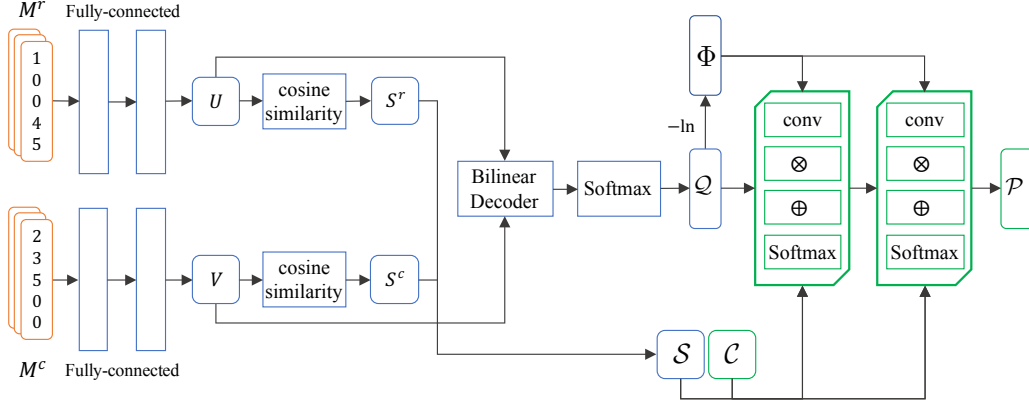 M^r Fully-connected
1
0
0
4
5
U
cosine
similarity
S^r
2
3
5
0
0
M^c Fully-connected
V
cosine
similarity
S^c
Bilinear
Decoder
Softmax
𝒬
−ln
Φ
conv
⊗
⊕
Softmax
conv
⊗
⊕
Softmax
𝒫
𝒮
𝒞